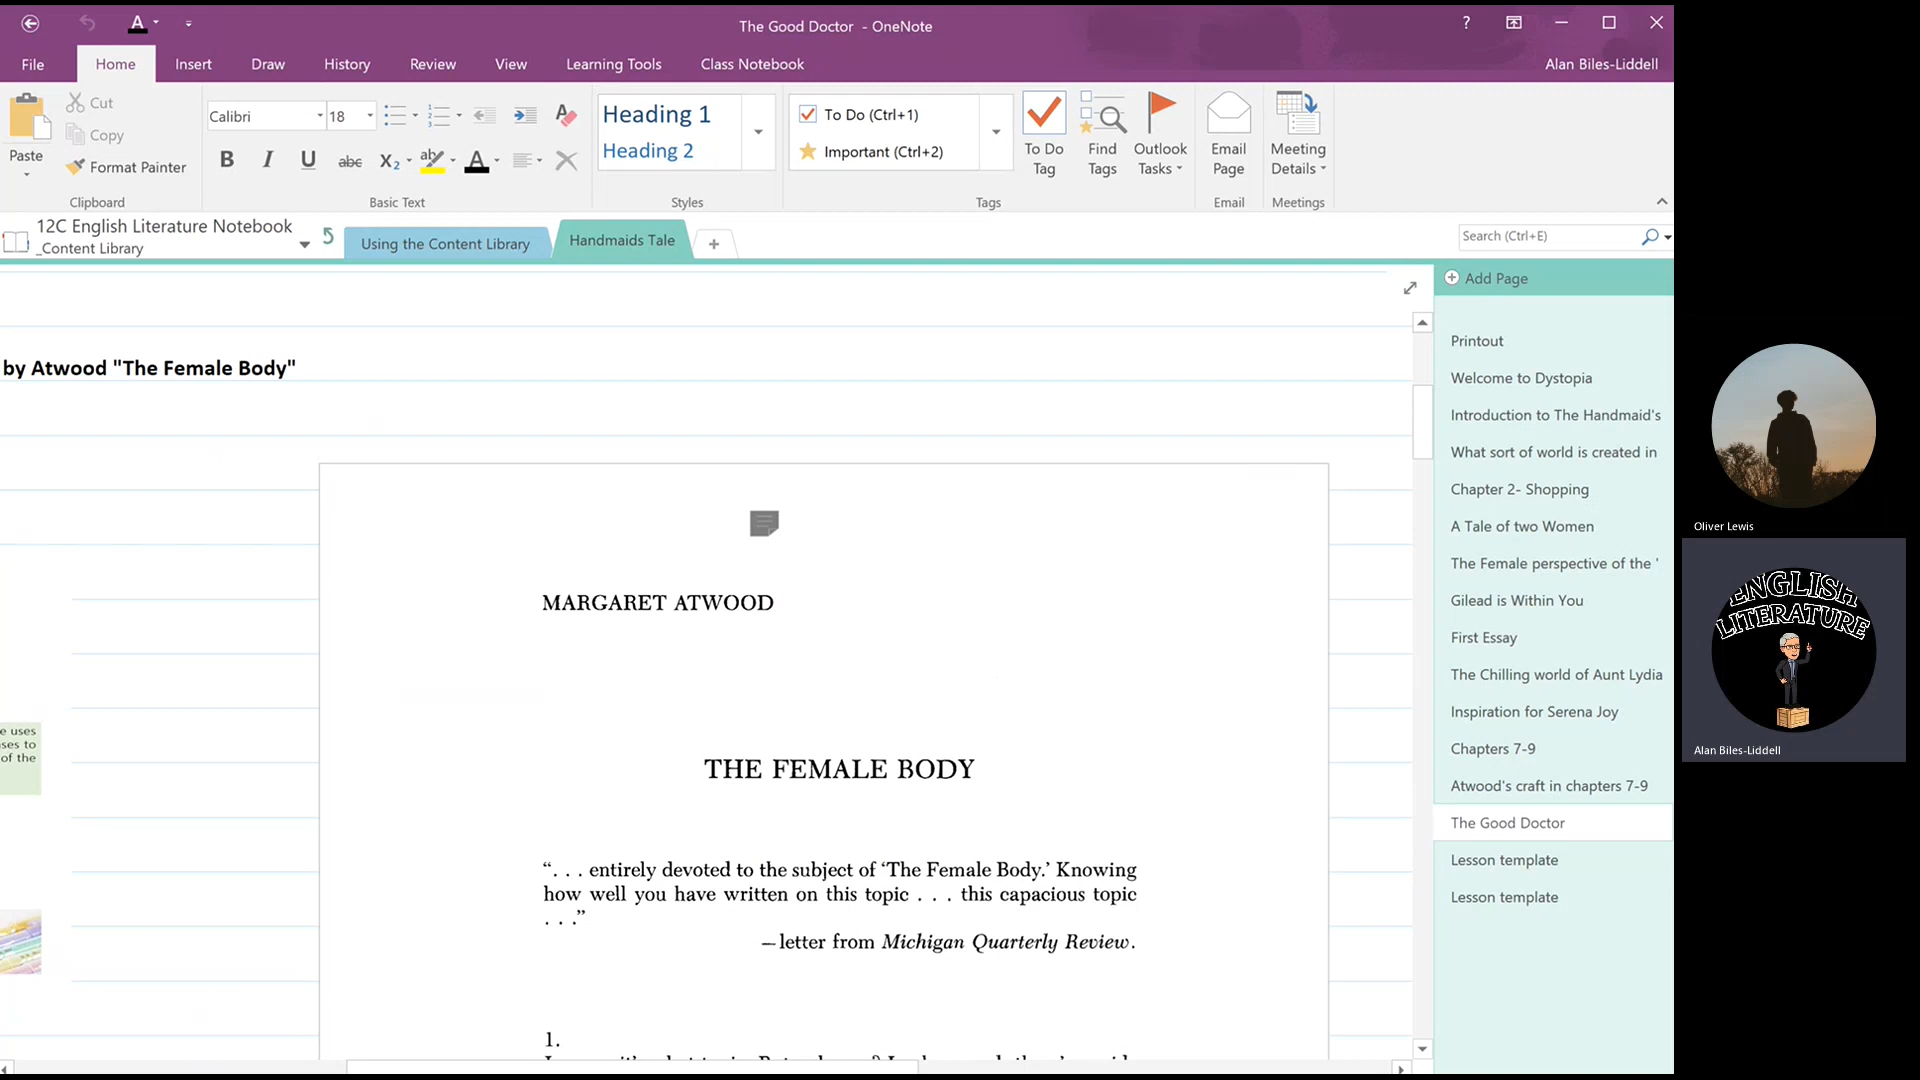 The Good Doctor - OneNote
?
File
Home
Insert
Draw
History
Review
View
Learning Tools
Class Notebook
Alan Biles-Liddell
Paste
Cut
Copy
Format Painter
Clipboard
Calibri
18
B I U abc X₂ A
Basic Text
Heading 1
Heading 2
Styles
To Do (Ctrl+1)
Important (Ctrl+2)
To Do
Tag
Find
Tags
Outlook
Tasks
Tags
Email
Page
Email
Meeting
Details
Meetings
12C English Literature Notebook
_Content Library
Using the Content Library
Handmaids Tale
Search (Ctrl+E)
by Atwood "The Female Body"
e uses
ses to
of the
MARGARET ATWOOD
THE FEMALE BODY
“. . . entirely devoted to the subject of ‘The Female Body.’ Knowing
how well you have written on this topic . . . this capacious topic
. . .”
—letter from Michigan Quarterly Review.
1.
Add Page
Printout
Welcome to Dystopia
Introduction to The Handmaid's
What sort of world is created in
Chapter 2- Shopping
A Tale of two Women
The Female perspective of the '
Gilead is Within You
First Essay
The Chilling world of Aunt Lydia
Inspiration for Serena Joy
Chapters 7-9
Atwood's craft in chapters 7-9
The Good Doctor
Lesson template
Lesson template
Oliver Lewis
ENGLISH
LITERATURE
Alan Biles-Liddell